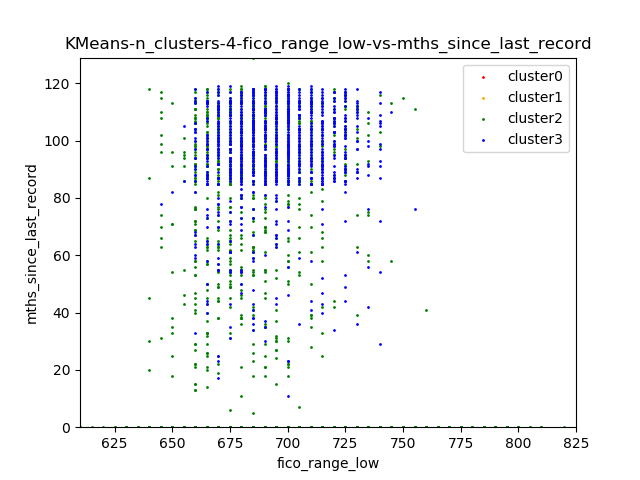 KMeans-n_clusters-4-fico_range_low-vs-mths_since_last_record
cluster0
cluster1
cluster2
cluster3
mths_since_last_record
120
100
80
60
40
20
0
625 650 675 700 725 750 775 800 825
fico_range_low